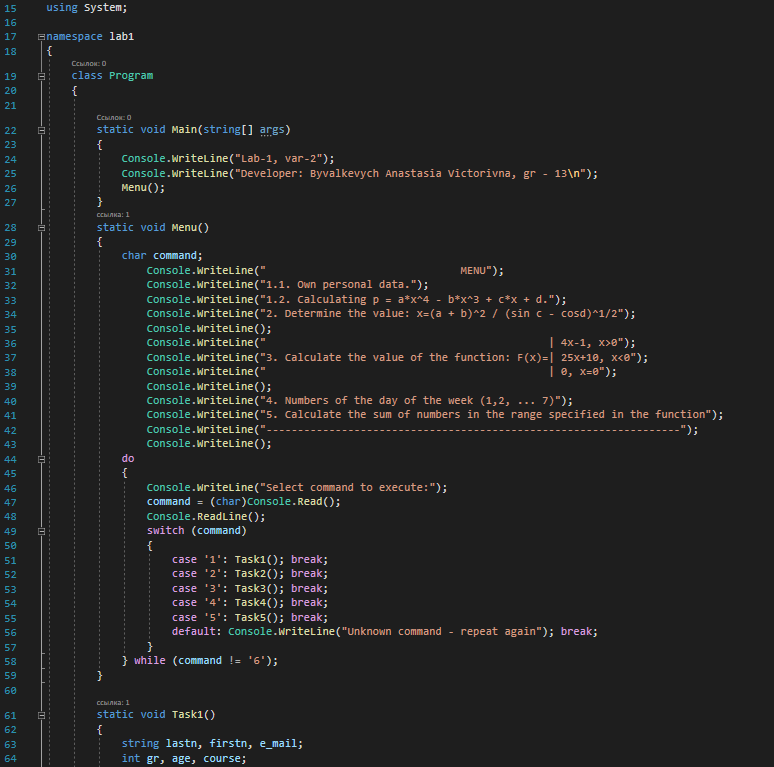 15 using System;
16
17 namespace lab1
18 {
Ссылок: 0
19 class Program
20 {
21
Ссылок: 0
22 static void Main(string[] args)
23 {
24 Console.WriteLine("Lab-1, var-2");
25 Console.WriteLine("Developer: Byvalkevych Anastasia Victorivna, gr - 13\n");
26 Menu();
27 }
ссылка: 1
28 static void Menu()
29 {
30 char command;
31 Console.WriteLine("                               MENU");
32 Console.WriteLine("1.1. Own personal data.");
33 Console.WriteLine("1.2. Calculating p = a*x^4 - b*x^3 + c*x + d.");
34 Console.WriteLine("2. Determine the value: x=(a + b)^2 / (sin c - cosd)^1/2");
35 Console.WriteLine();
36 Console.WriteLine("                                             | 4x-1, x>0");
37 Console.WriteLine("3. Calculate the value of the function: F(x)=| 25x+10, x<0");
38 Console.WriteLine("                                             | 0, x=0");
39 Console.WriteLine();
40 Console.WriteLine("4. Numbers of the day of the week (1,2, ... 7)");
41 Console.WriteLine("5. Calculate the sum of numbers in the range specified in the function");
42 Console.WriteLine("------------------------------------------------------------------");
43 Console.WriteLine();
44 do
45 {
46 Console.WriteLine("Select command to execute:");
47 command = (char)Console.Read();
48 Console.ReadLine();
49 switch (command)
50 {
51 case '1': Task1(); break;
52 case '2': Task2(); break;
53 case '3': Task3(); break;
54 case '4': Task4(); break;
55 case '5': Task5(); break;
56 default: Console.WriteLine("Unknown command - repeat again"); break;
57 }
58 } while (command != '6');
59 }
60
ссылка: 1
61 static void Task1()
62 {
63 string lastn, firstn, e_mail;
64 int gr, age, course;